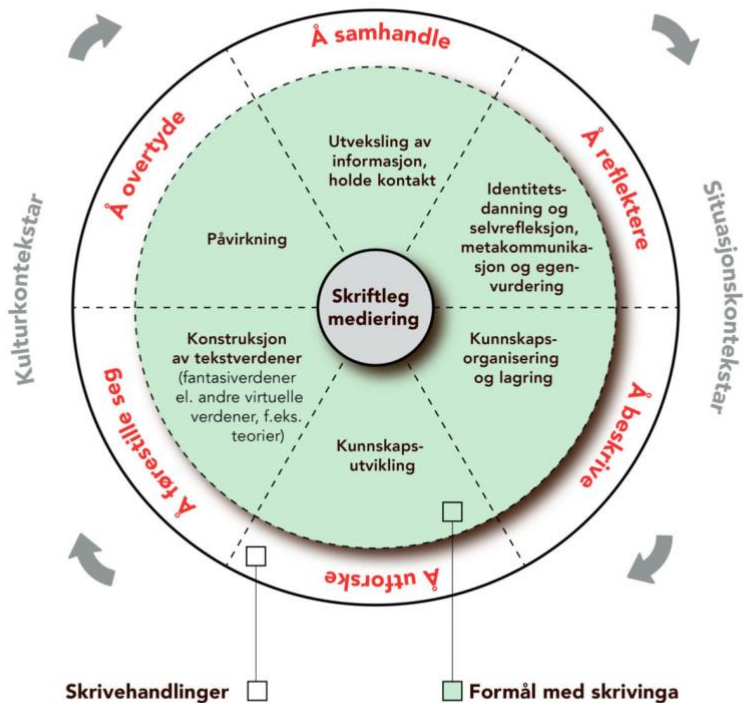 Å samhandle
Å reflektere
Å beskrive
Å utforske
Å førestille seg
Å overtyde
Kulturkontekstar
Situasjonskontekstar
Utveksling av
informasjon,
holde kontakt
Identitets-
danning og
selvrefleksjon,
metakommunika-
sjon og egen-
vurdering
Kunnskaps-
organisering
og lagring
Kunnskaps-
utvikling
Konstruksjon
av tekstverdener
(fantasiverdener
el. andre virtuelle
verdener, f.eks.
teorier)
Påvirkning
Skriftleg
mediering
Skrivehandlinger
Formål med skrivinga